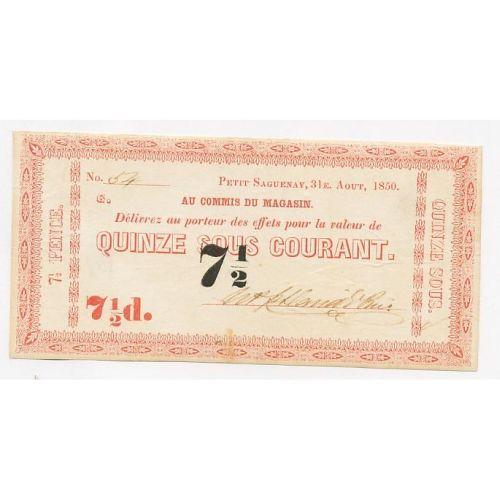 No. 54
PETIT SAGUENAY, 31E. AOUT, 1850.
G.
AU COMMIS DU MAGASIN.
Délivrez au porteur des effets pour la valeur de
QUINZE SOUS COURANT.
7½
7½d.
7½ PENCE.
QUINZE SOUS.